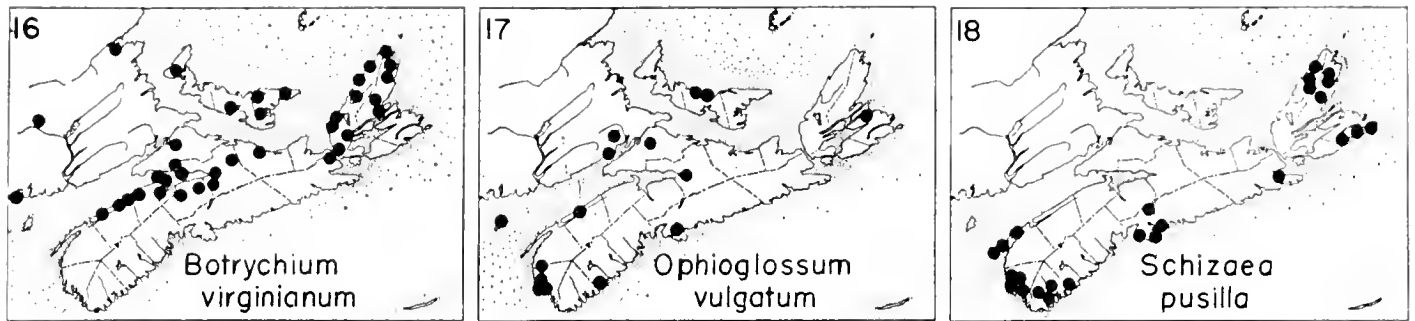 16
Botrychium
virginianum
17
Ophioglossum
vulgatum
18
Schizaea
pusilla